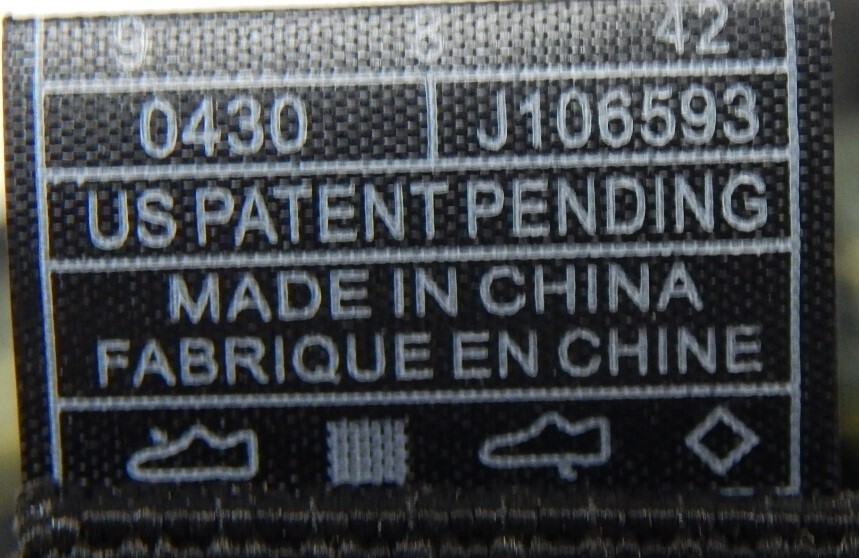 9 8 42
0430 J106593
US PATENT PENDING
MADE IN CHINA
FABRIQUE EN CHINE